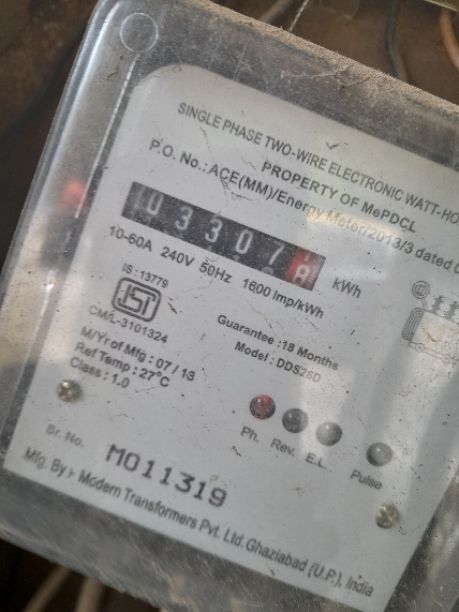 SINGLE PHASE TWO-WIRE ELECTRONIC WATT-HO
PROPERTY OF MePDCL
P.O. No.: ACE(MM)/Energy Meter/2013/3 dated
03307 8 kWh
10-60A 240V 50Hz 1600 Imp/kWh
IS : 13779
CM/L-3101324
M/Yr of Mfg : 07 / 13
Ref Temp : 27°C
Class : 1.0
Guarantee : 18 Months
Model : DDS26D
Ph. Rev. E.L. Pulse
Sr. No. M011319
Mfg. By :- Modern Transformers Pvt. Ltd. Ghaziabad (U.P.), India